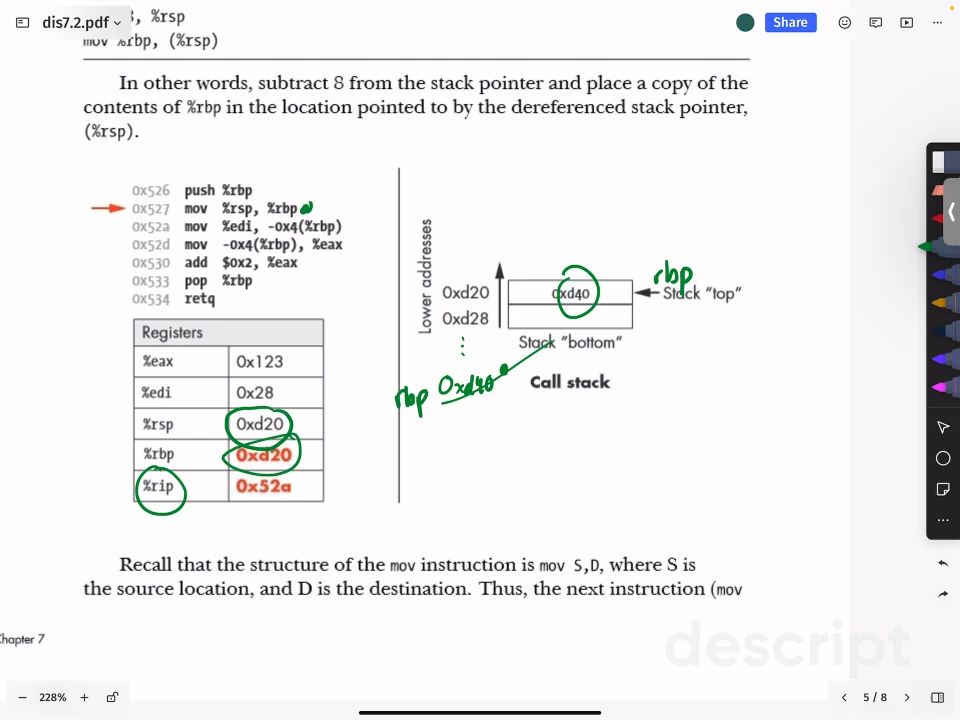 dis7.2.pdf
Share
, %rsp
mov %rbp, (%rsp)
In other words, subtract 8 from the stack pointer and place a copy of the
contents of %rbp in the location pointed to by the dereferenced stack pointer,
(%rsp).
0x526 push %rbp
0x527 mov %rsp, %rbp
0x52a mov %edi, -0x4(%rbp)
0x52d mov -0x4(%rbp), %eax
0x530 add $0x2, %eax
0x533 pop %rbp
0x534 retq
Registers
%eax 0x123
%edi 0x28
%rsp 0xd20
%rbp 0xd20
%rip 0x52a
Lower addresses
rbp
0xd20 0xd40 Stack "top"
0xd28
Stack "bottom"
rbp 0xd40
Call stack
Recall that the structure of the mov instruction is mov S,D, where S is
the source location, and D is the destination. Thus, the next instruction (mov
Chapter 7
descript
228%
5 / 8